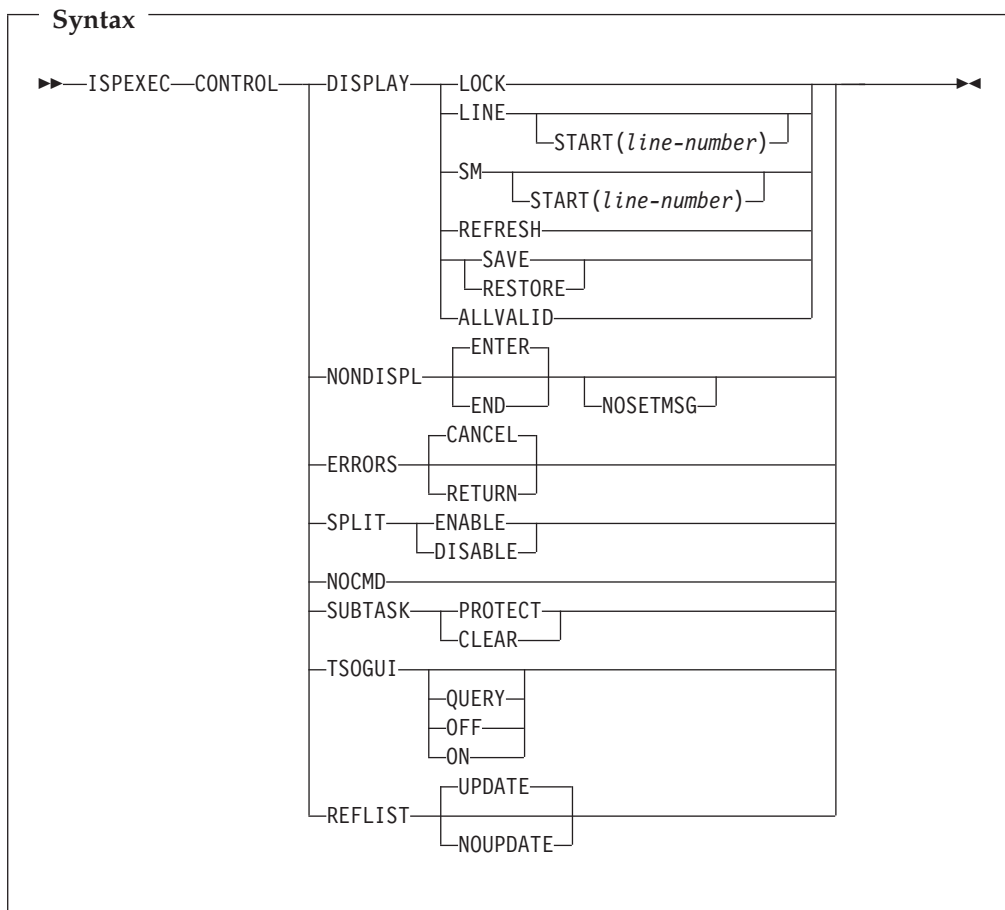 Syntax
ISPEXEC CONTROL DISPLAY LOCK
LINE
START(line-number)
SM
START(line-number)
REFRESH
SAVE
RESTORE
ALLVALID
ENTER
NONDISPL
END NOSETMSG
CANCEL
ERRORS
RETURN
SPLIT ENABLE
DISABLE
NOCMD
SUBTASK PROTECT
CLEAR
TSOGUI
QUERY
OFF
ON
UPDATE
REFLIST
NOUPDATE